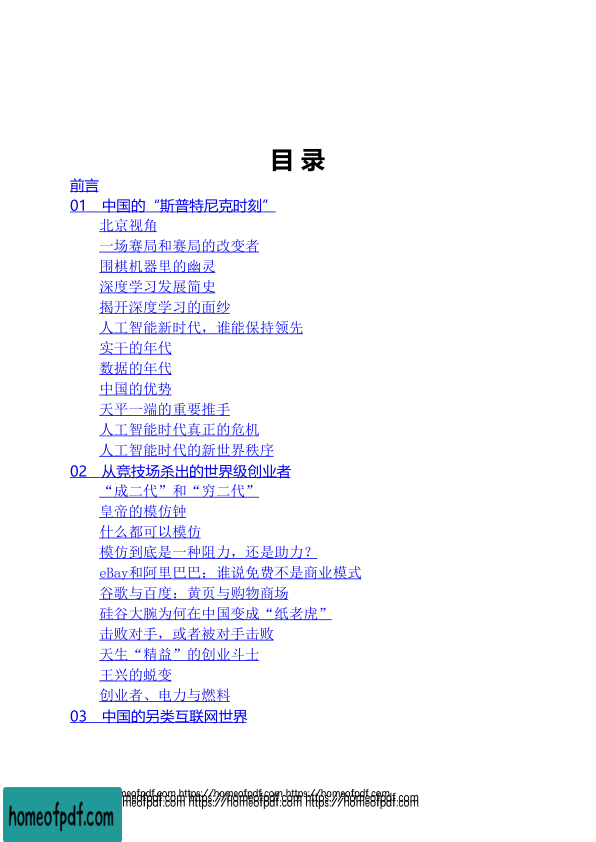 目 录
前言
01 中国的“斯普特尼克时刻”
北京视角
一场赛局和赛局的改变者
围棋机器里的幽灵
深度学习发展简史
揭开深度学习的面纱
人工智能新时代，谁能保持领先
实干的年代
数据的年代
中国的优势
天平一端的重要推手
人工智能时代真正的危机
人工智能时代的新世界秩序
02 从竞技场杀出的世界级创业者
“成二代”和“穷二代”
皇帝的模仿钟
什么都可以模仿
模仿到底是一种阻力，还是助力？
eBay和阿里巴巴：谁说免费不是商业模式
谷歌与百度：黄页与购物商场
硅谷大腕为何在中国变成“纸老虎”
击败对手，或者被对手击败
天生“精益”的创业斗士
王兴的蜕变
创业者、电力与燃料
03 中国的另类互联网世界
omeofpdf.com https://homeofpdf.com https://homeofpdf.com
omeofpdf.com https://homeofpdf.com https://homeofpdf.com
homeofpdf.com